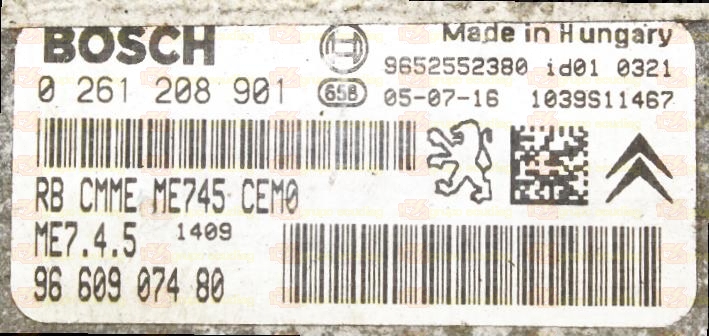 BOSCH
Made in Hungary
9652552380 id01 0321
0 261 208 901
658
05-07-16 1039S11467
RB CMME ME745 CEM0
ME7.4.5 1409
96 609 074 80